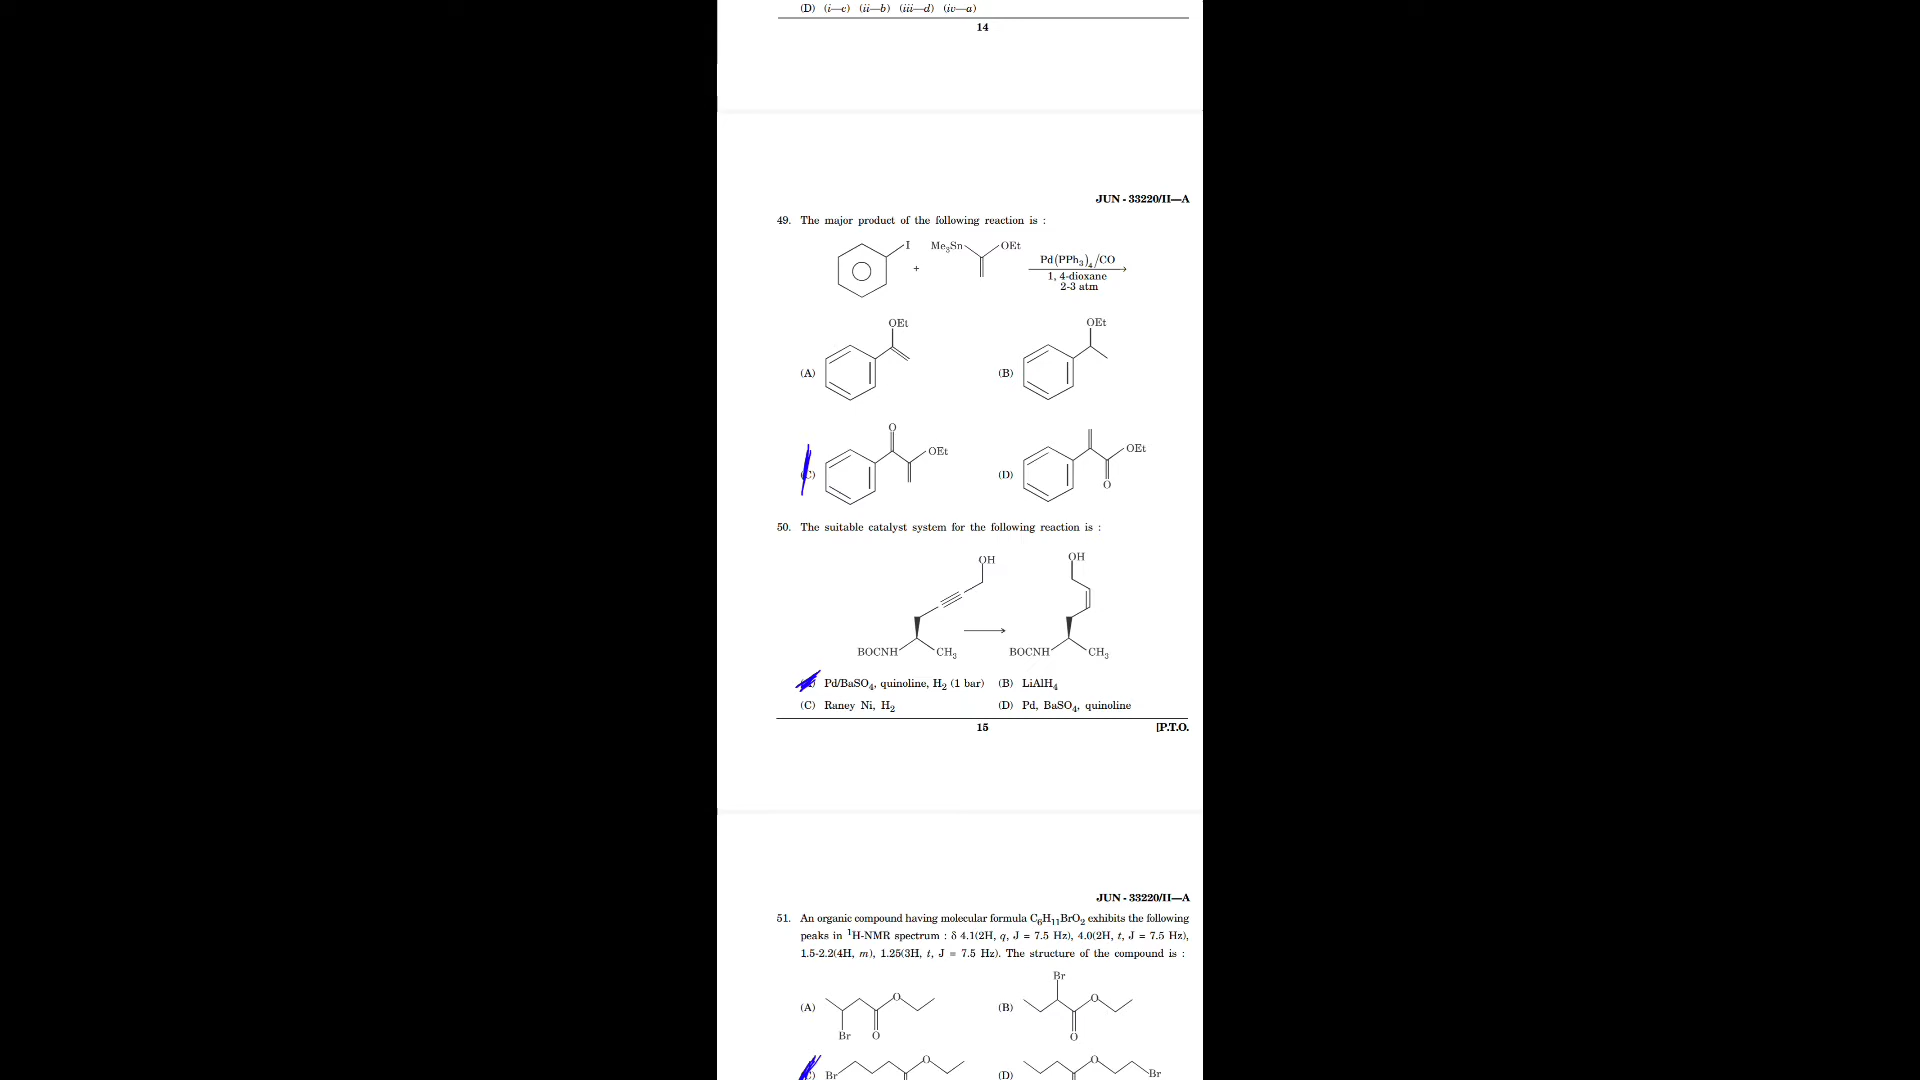 (D) (i—c) (ii—b) (iii—d) (iv—a)
14
JUN - 33220/II—A
49. The major product of the following reaction is :
I
Me₃Sn OEt
+
Pd(PPh₃)₄/CO
1, 4-dioxane
2-3 atm
(A) OEt
(B) OEt
(C) O OEt
(D) OEt O
50. The suitable catalyst system for the following reaction is :
OH OH
BOCNH CH₃ BOCNH CH₃
Pd/BaSO₄, quinoline, H₂ (1 bar) (B) LiAlH₄
(C) Raney Ni, H₂ (D) Pd, BaSO₄, quinoline
15 [P.T.O.
JUN - 33220/II—A
51. An organic compound having molecular formula C₆H₁₁BrO₂ exhibits the following
peaks in ¹H-NMR spectrum : δ 4.1(2H, q, J = 7.5 Hz), 4.0(2H, t, J = 7.5 Hz),
1.5-2.2(4H, m), 1.25(3H, t, J = 7.5 Hz). The structure of the compound is :
(A) O Br O
(B) Br O O
Br O
(D) O Br